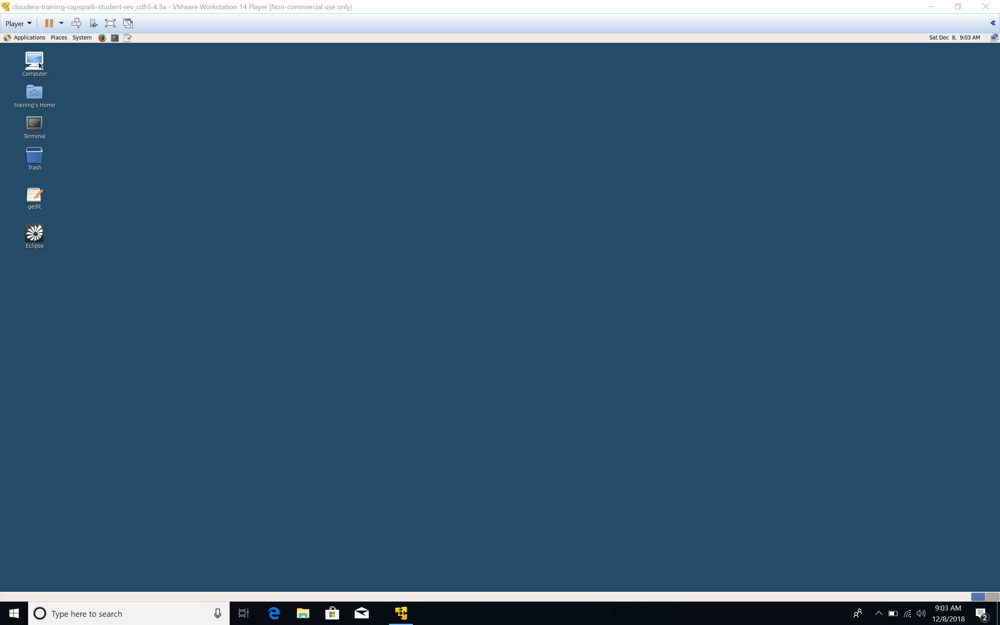 cloudera-training-capspark-student-rev_cdh5.4.3a - VMware Workstation 14 Player (Non-commercial use only)
Player
Applications Places System Sat Dec 8, 9:03 AM
Computer
training's Home
Terminal
Trash
gedit
Eclipse
Type here to search
9:03 AM
12/8/2018
2